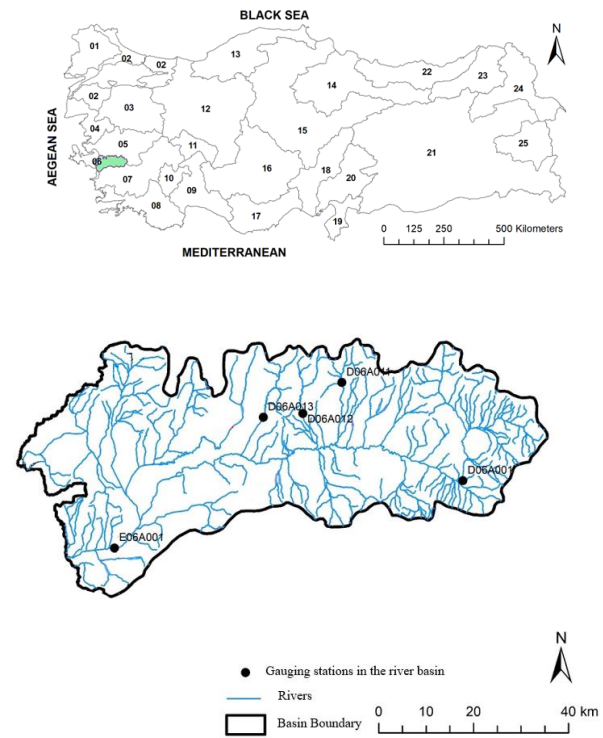 BLACK SEA
N
01
02
02
13
22
23
24
14
02
03
12
04
15
05
11
21
25
06
16
18
20
07
10
09
08
17
19
AEGEAN SEA
MEDITERRANEAN
0 125 250 500 Kilometers
D06A011
D06A013
D06A012
D06A001
E06A001
N
Gauging stations in the river basin
Rivers
Basin Boundary
0 10 20 40 km